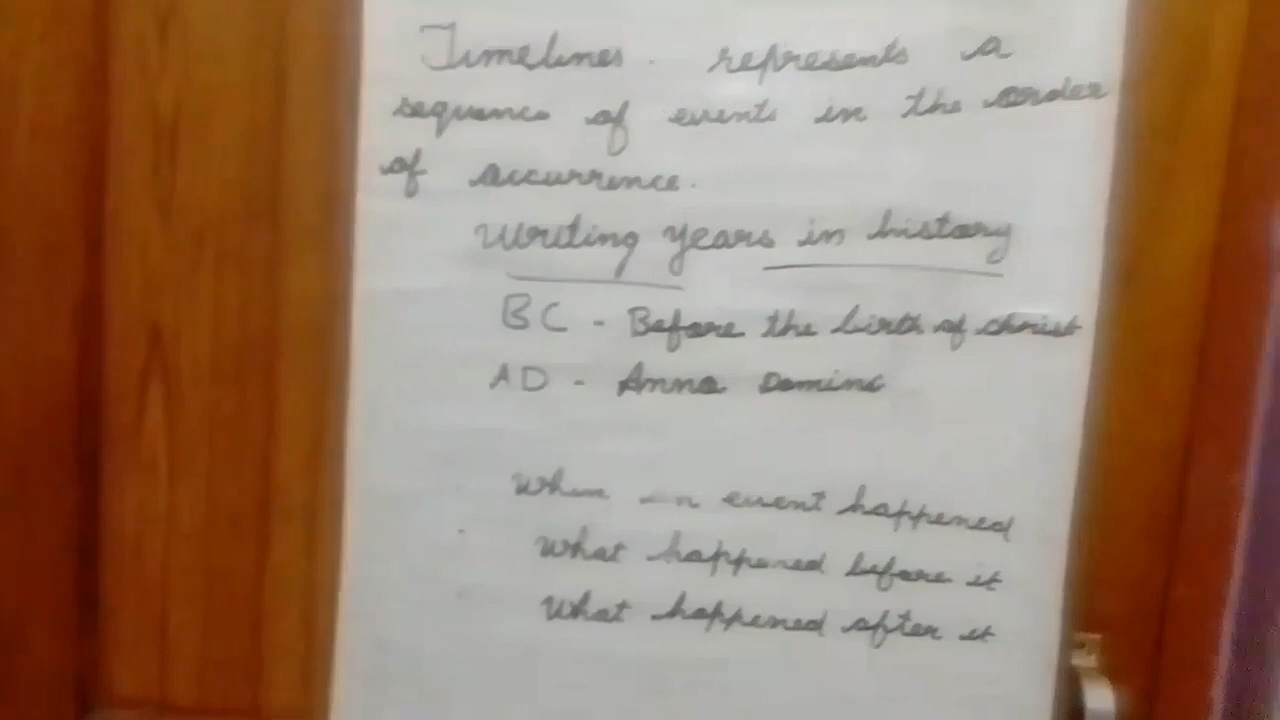 Timelines. represents a
sequence of events in the order
of occurrence.
Writing years in history
BC - Before the birth of christ
AD - Anno Domini
When an event happened
what happened before it
what happened after it